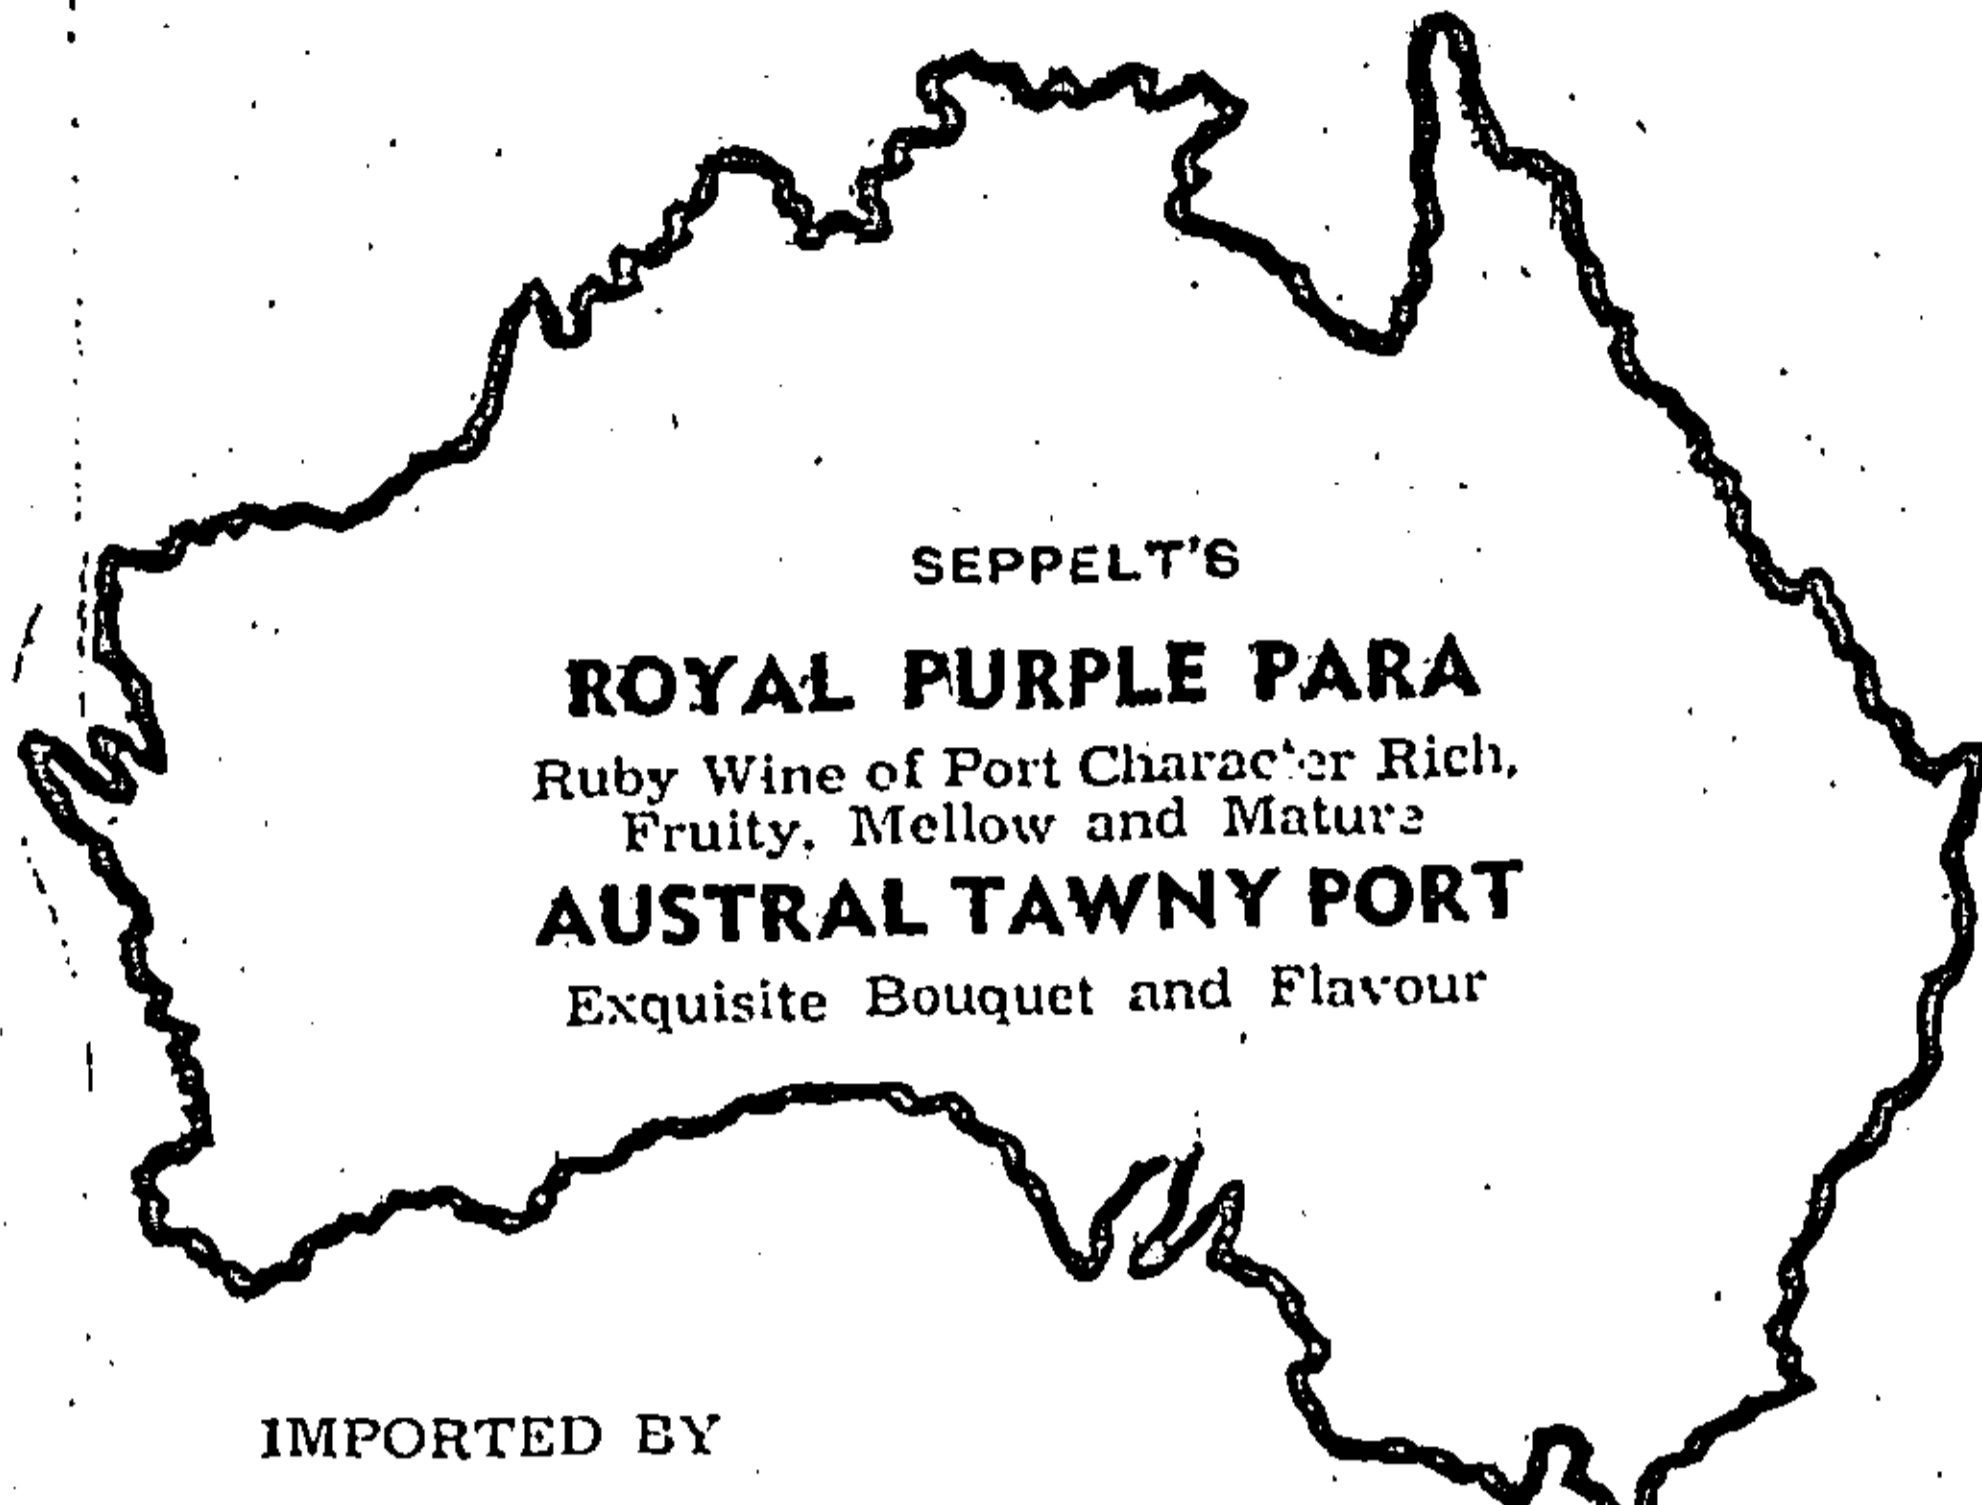 SEPPELT'S
ROYAL PURPLE PARA
Ruby Wine of Port Character Rich,
Fruity, Mellow and Mature
AUSTRAL TAWNY PORT
Exquisite Bouquet and Flavour
IMPORTED BY